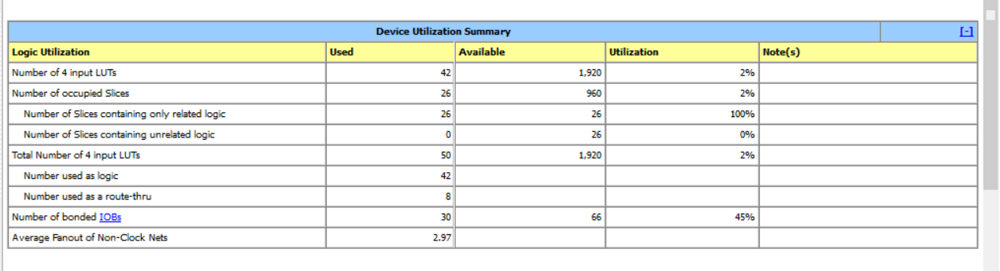 Device Utilization Summary [-]
Logic Utilization Used Available Utilization Note(s)
Number of 4 input LUTs 42 1,920 2%
Number of occupied Slices 26 960 2%
Number of Slices containing only related logic 26 26 100%
Number of Slices containing unrelated logic 0 26 0%
Total Number of 4 input LUTs 50 1,920 2%
Number used as logic 42
Number used as a route-thru 8
Number of bonded IOBs 30 66 45%
Average Fanout of Non-Clock Nets 2.97